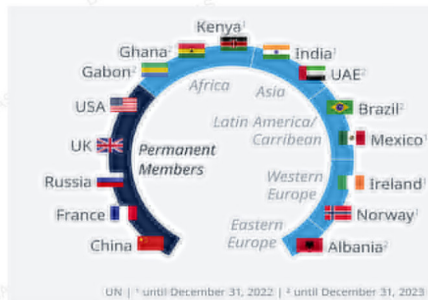 Kenya¹
Ghana²
India¹
Gabon²
UAE²
Africa
Asia
USA
Brazil²
Latin America/
Carribean
UK
Mexico¹
Permanent
Members
Western
Europe
Russia
Ireland¹
France
Norway¹
Eastern
Europe
China
Albania²
UN | ¹ until December 31, 2022 | ² until December 31, 2023